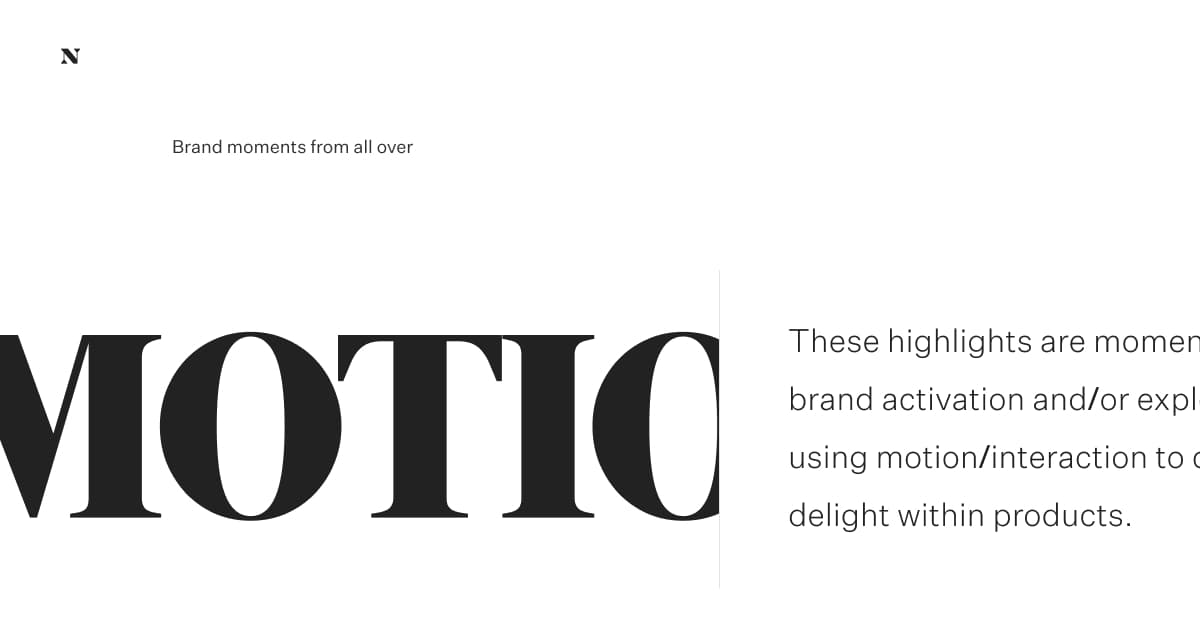 N
Brand moments from all over
MOTIO
These highlights are momen
brand activation and/or expl
using motion/interaction to
delight within products.